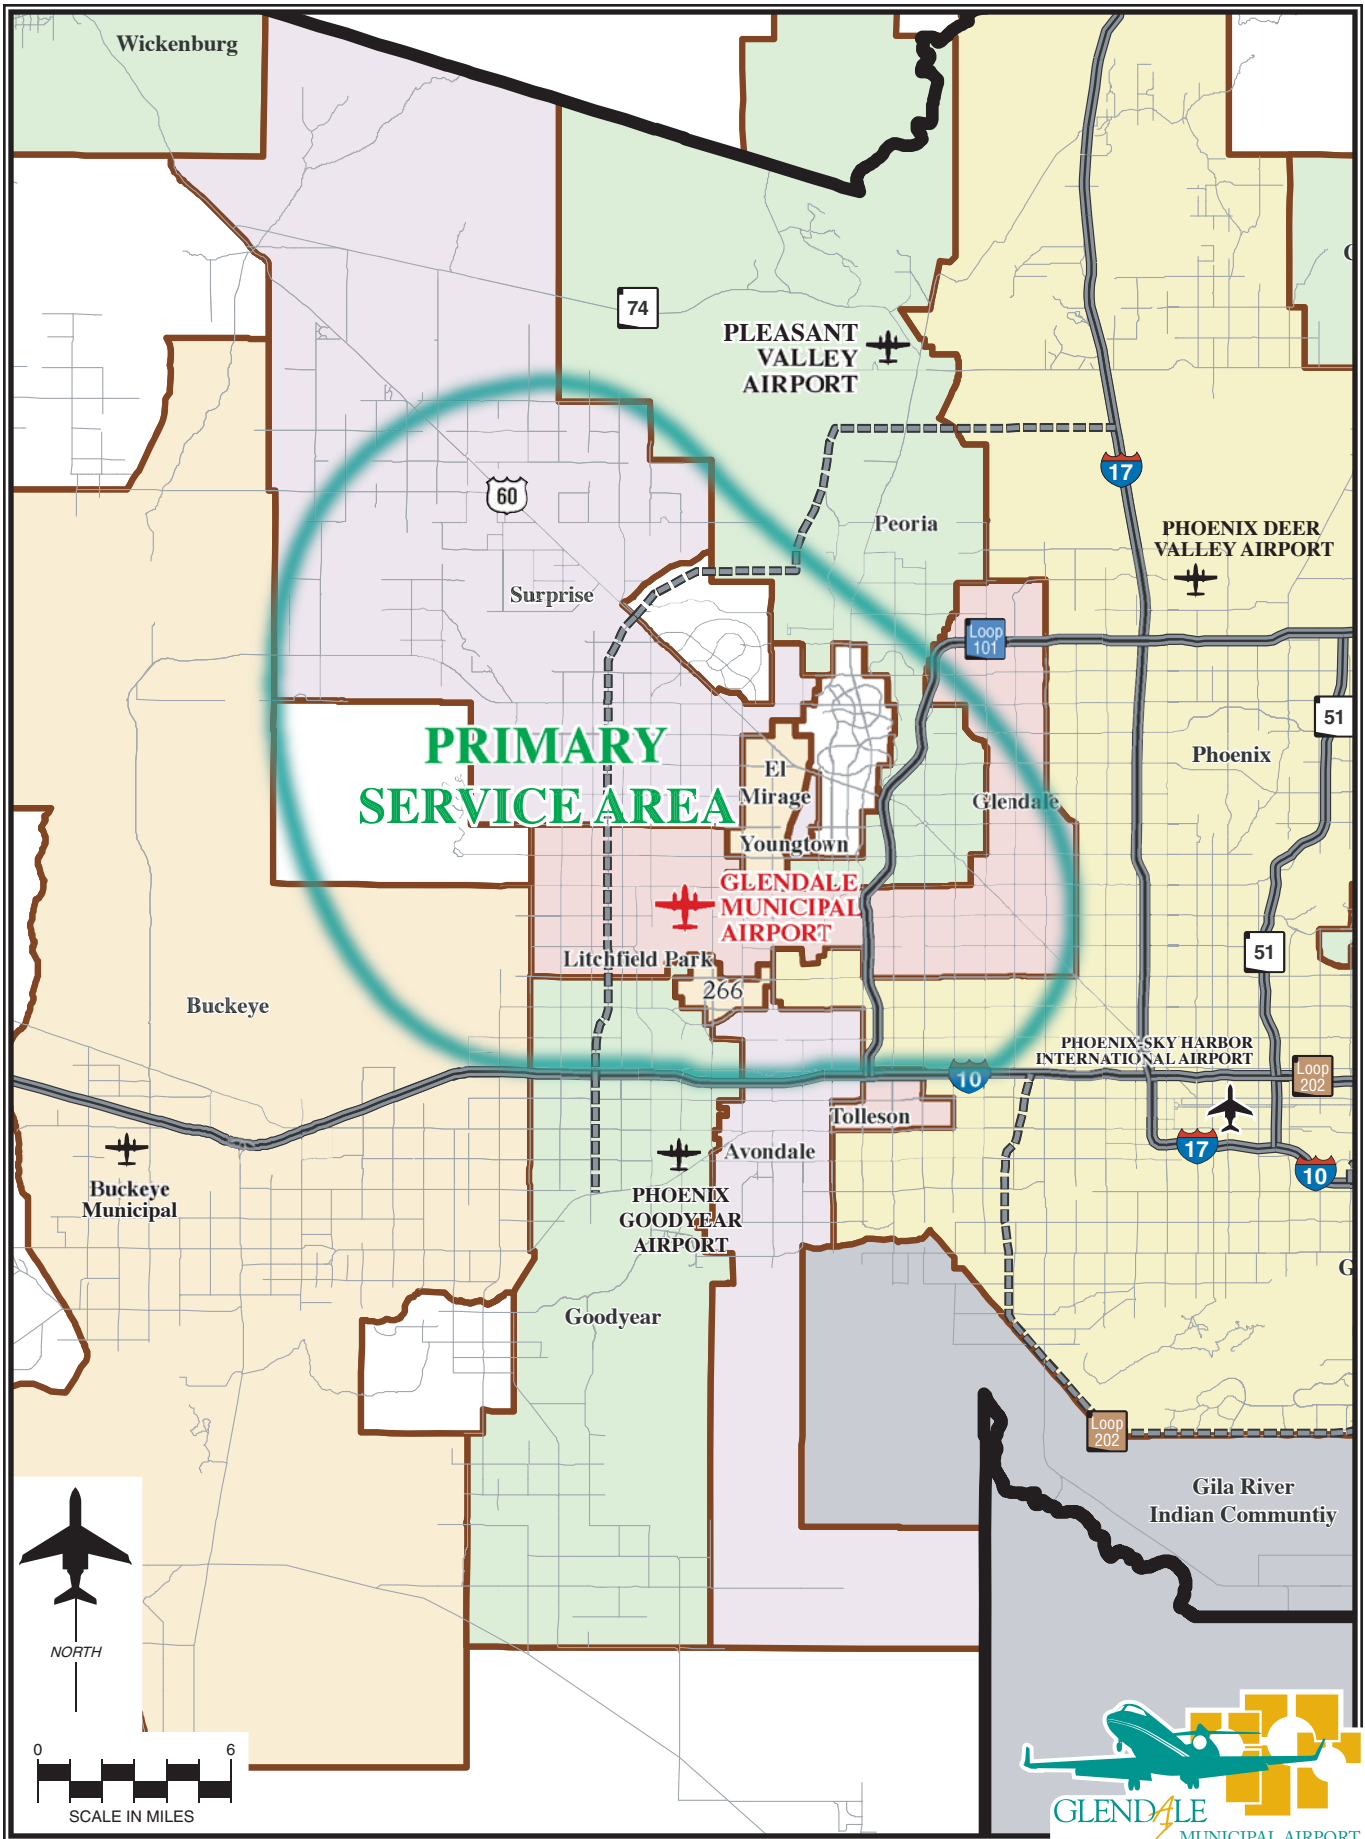 Wickenburg
74
PLEASANT
VALLEY
AIRPORT
17
60
Peoria
PHOENIX DEER
VALLEY AIRPORT
Surprise
Loop
101
51
PRIMARY
SERVICE AREA
El
Mirage
Phoenix
Glendale
Youngtown
GLENDALE
MUNICIPAL
AIRPORT
51
Litchfield Park
266
Buckeye
PHOENIX-SKY HARBOR
INTERNATIONAL AIRPORT
10
Loop
202
Tolleson
Avondale
17
10
Buckeye
Municipal
PHOENIX
GOODYEAR
AIRPORT
G
Goodyear
Loop
202
Gila River
Indian Communtiy
NORTH
0 6
SCALE IN MILES
GLENDALE
MUNICIPAL AIRPORT